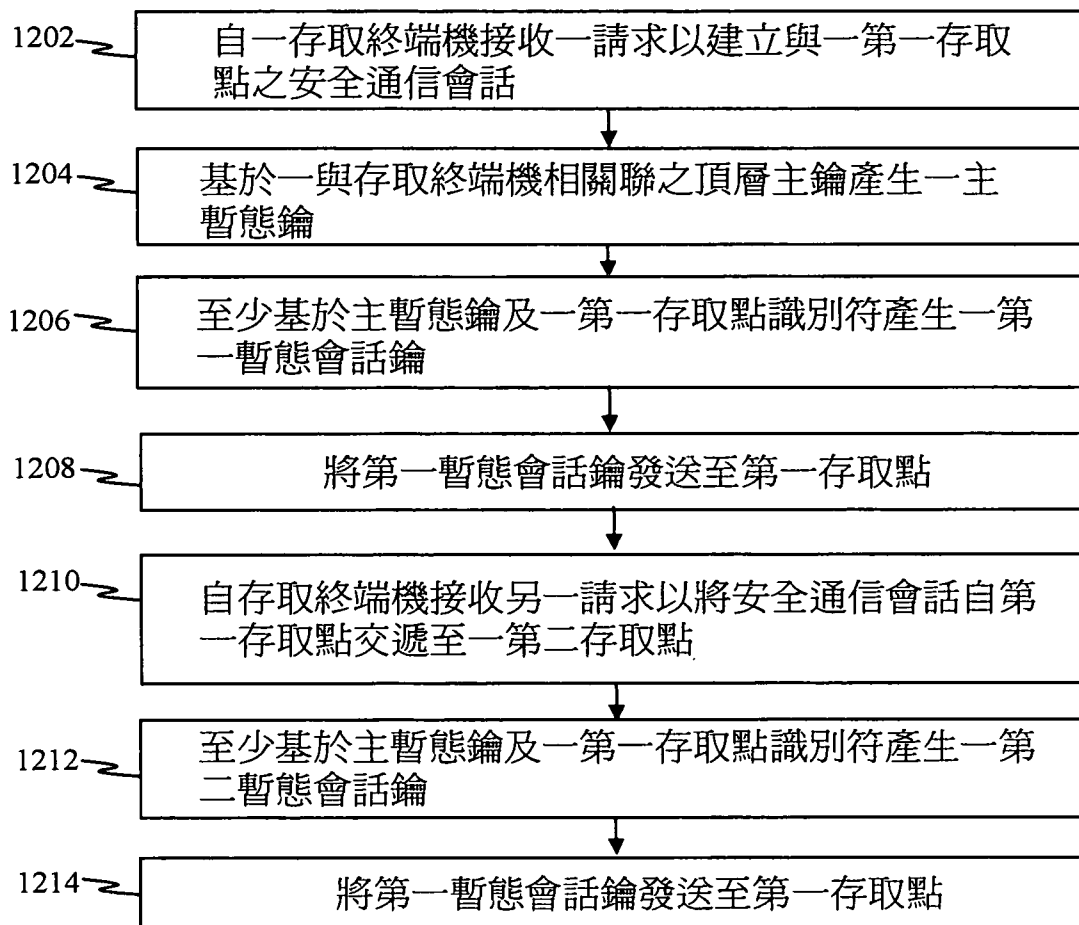 1202
自一存取終端機接收一請求以建立與一第一存取
點之安全通信會話
1204
基於一與存取終端機相關聯之頂層主鑰產生一主
暫態鑰
1206
至少基於主暫態鑰及一第一存取點識別符產生一第
一暫態會話鑰
1208
將第一暫態會話鑰發送至第一存取點
1210
自存取終端機接收另一請求以將安全通信會話自第
一存取點交遞至一第二存取點
1212
至少基於主暫態鑰及一第一存取點識別符產生一第
二暫態會話鑰
1214
將第一暫態會話鑰發送至第一存取點